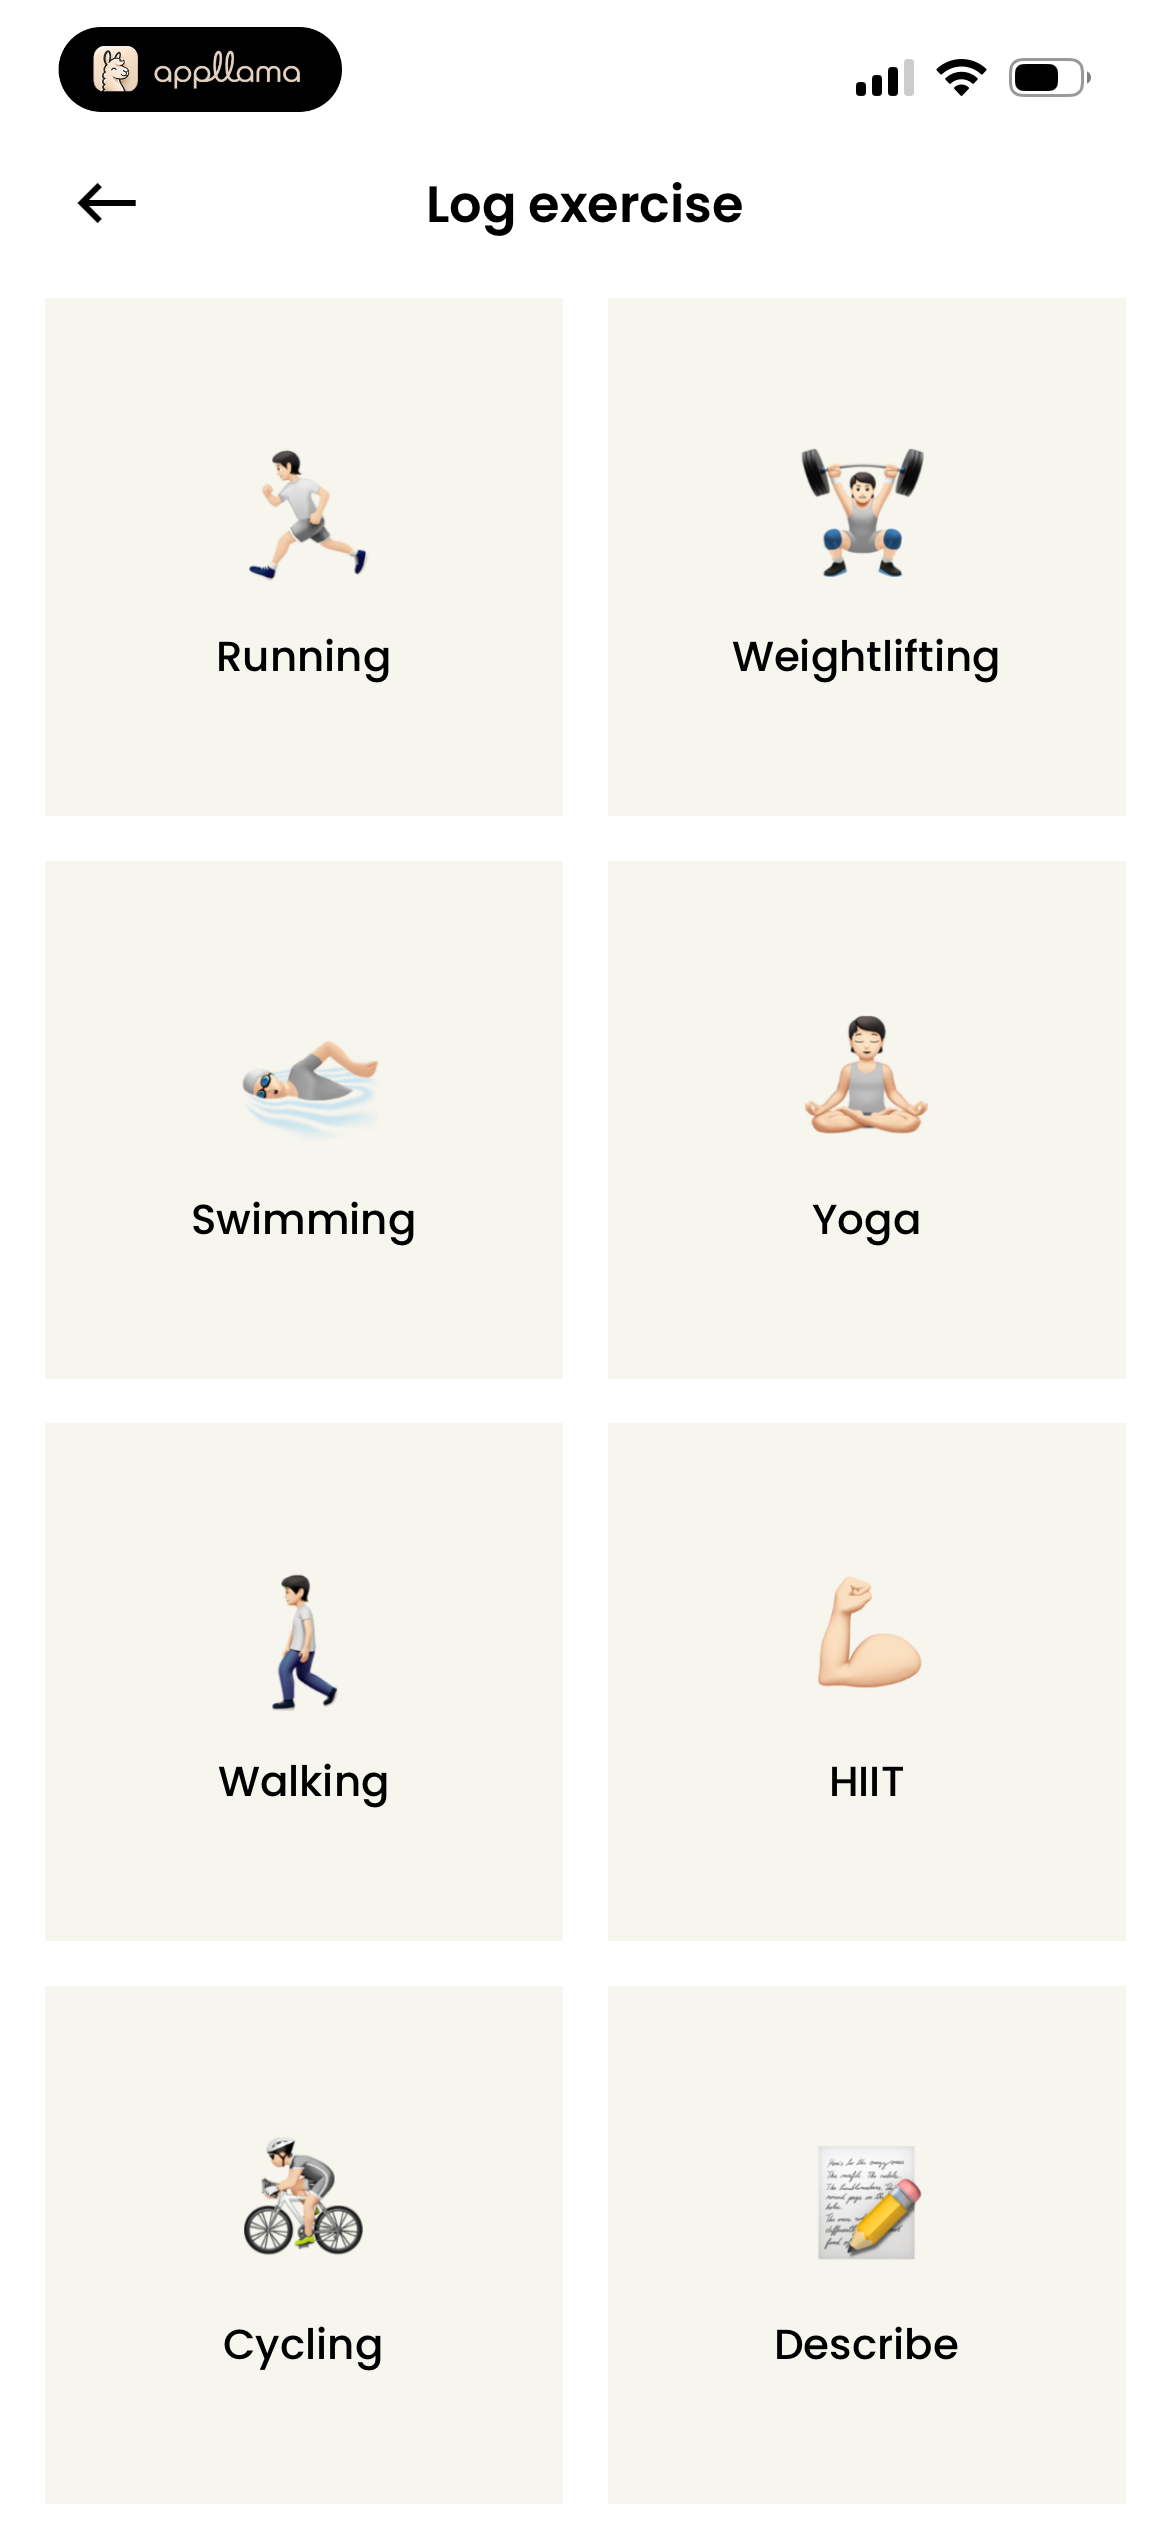 appllama
Log exercise
Running
Weightlifting
Swimming
Yoga
Walking
HIIT
Cycling
Describe